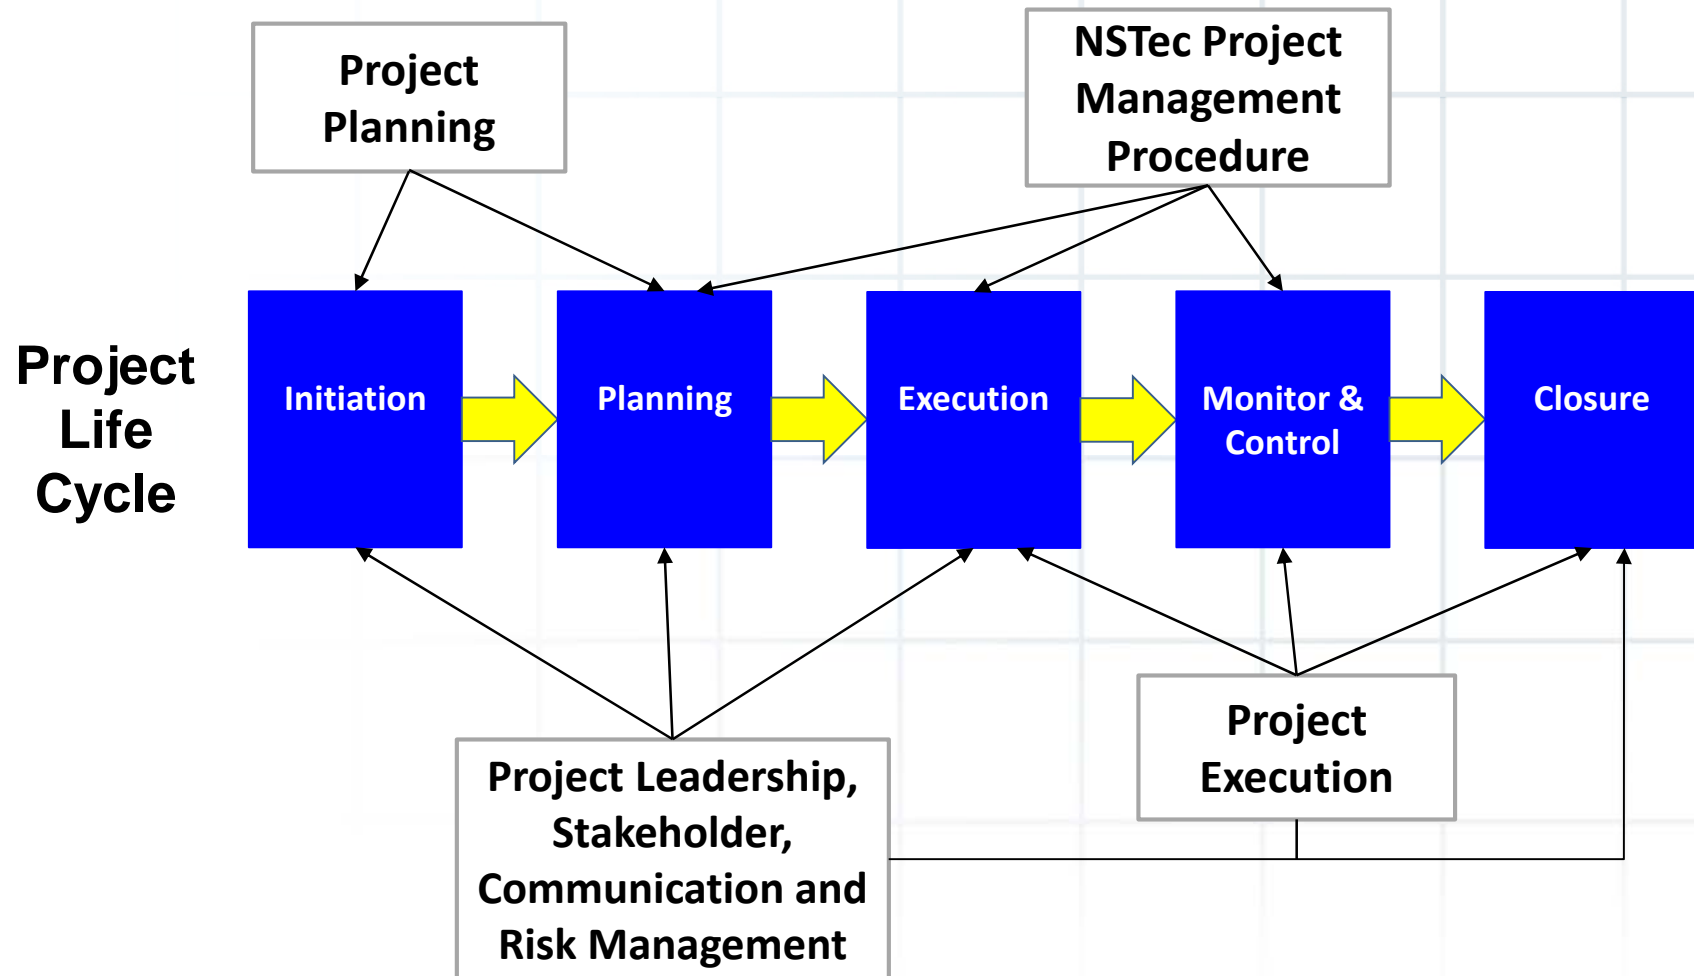 Project
Planning
NSTec Project
Management
Procedure
Project
Life
Cycle
Initiation
Planning
Execution
Monitor &
Control
Closure
Project Leadership,
Stakeholder,
Communication and
Risk Management
Project
Execution